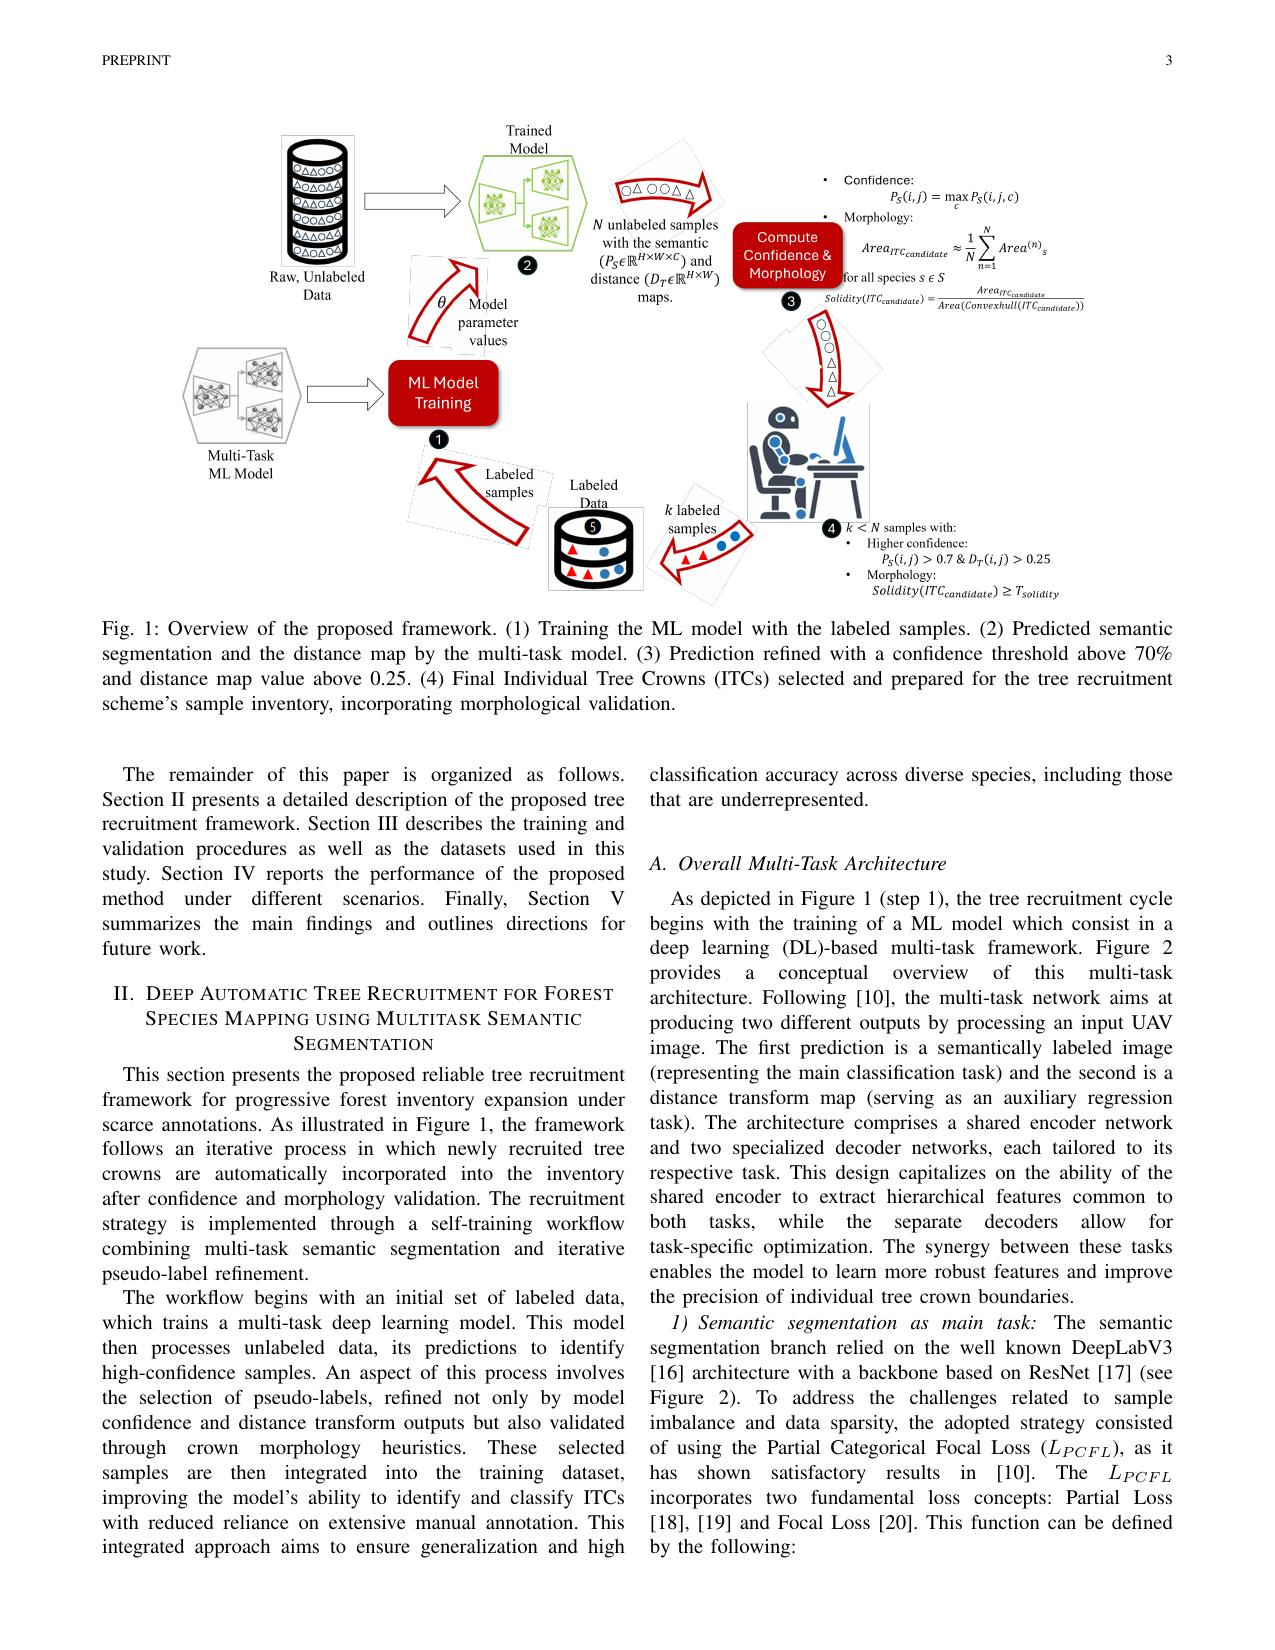 PREPRINT
3
Trained
Model
Raw, Unlabeled
Data
2
N unlabeled samples
with the semantic
(P_Sϵℝ^{H×W×C}) and
distance (D_Tϵℝ^{H×W})
maps.
Compute
Confidence &
Morphology
3
• Confidence:
P_S(i,j) = max_c P_S(i,j,c)
• Morphology:
Area_{ITC_{candidate}} ≈ \frac{1}{N} \sum_{n=1}^{N} Area^{(n)}_s
for all species s ϵ S
Solidity(ITC_{candidate}) = \frac{Area_{ITC_{candidate}}}{Area(Convexhull(ITC_{candidate}))}
θ
Model
parameter
values
ML Model
Training
1
Multi-Task
ML Model
Labeled
samples
Labeled
Data
5
k labeled
samples
4
k < N samples with:
• Higher confidence:
P_S(i,j) > 0.7 & D_T(i,j) > 0.25
• Morphology:
Solidity(ITC_{candidate}) ≥ T_{solidity}
Fig. 1: Overview of the proposed framework. (1) Training the ML model with the labeled samples. (2) Predicted semantic
segmentation and the distance map by the multi-task model. (3) Prediction refined with a confidence threshold above 70%
and distance map value above 0.25. (4) Final Individual Tree Crowns (ITCs) selected and prepared for the tree recruitment
scheme's sample inventory, incorporating morphological validation.
The remainder of this paper is organized as follows.
Section II presents a detailed description of the proposed tree
recruitment framework. Section III describes the training and
validation procedures as well as the datasets used in this
study. Section IV reports the performance of the proposed
method under different scenarios. Finally, Section V
summarizes the main findings and outlines directions for
future work.
II. DEEP AUTOMATIC TREE RECRUITMENT FOR FOREST
SPECIES MAPPING USING MULTITASK SEMANTIC
SEGMENTATION
This section presents the proposed reliable tree recruitment
framework for progressive forest inventory expansion under
scarce annotations. As illustrated in Figure 1, the framework
follows an iterative process in which newly recruited tree
crowns are automatically incorporated into the inventory
after confidence and morphology validation. The recruitment
strategy is implemented through a self-training workflow
combining multi-task semantic segmentation and iterative
pseudo-label refinement.
The workflow begins with an initial set of labeled data,
which trains a multi-task deep learning model. This model
then processes unlabeled data, its predictions to identify
high-confidence samples. An aspect of this process involves
the selection of pseudo-labels, refined not only by model
confidence and distance transform outputs but also validated
through crown morphology heuristics. These selected
samples are then integrated into the training dataset,
improving the model's ability to identify and classify ITCs
with reduced reliance on extensive manual annotation. This
integrated approach aims to ensure generalization and high
classification accuracy across diverse species, including those
that are underrepresented.
A. Overall Multi-Task Architecture
As depicted in Figure 1 (step 1), the tree recruitment cycle
begins with the training of a ML model which consist in a
deep learning (DL)-based multi-task framework. Figure 2
provides a conceptual overview of this multi-task
architecture. Following [10], the multi-task network aims at
producing two different outputs by processing an input UAV
image. The first prediction is a semantically labeled image
(representing the main classification task) and the second is a
distance transform map (serving as an auxiliary regression
task). The architecture comprises a shared encoder network
and two specialized decoder networks, each tailored to its
respective task. This design capitalizes on the ability of the
shared encoder to extract hierarchical features common to
both tasks, while the separate decoders allow for
task-specific optimization. The synergy between these tasks
enables the model to learn more robust features and improve
the precision of individual tree crown boundaries.
1) Semantic segmentation as main task: The semantic
segmentation branch relied on the well known DeepLabV3
[16] architecture with a backbone based on ResNet [17] (see
Figure 2). To address the challenges related to sample
imbalance and data sparsity, the adopted strategy consisted
of using the Partial Categorical Focal Loss (L_{PCFL}), as it
has shown satisfactory results in [10]. The L_{PCFL}
incorporates two fundamental loss concepts: Partial Loss
[18], [19] and Focal Loss [20]. This function can be defined
by the following: